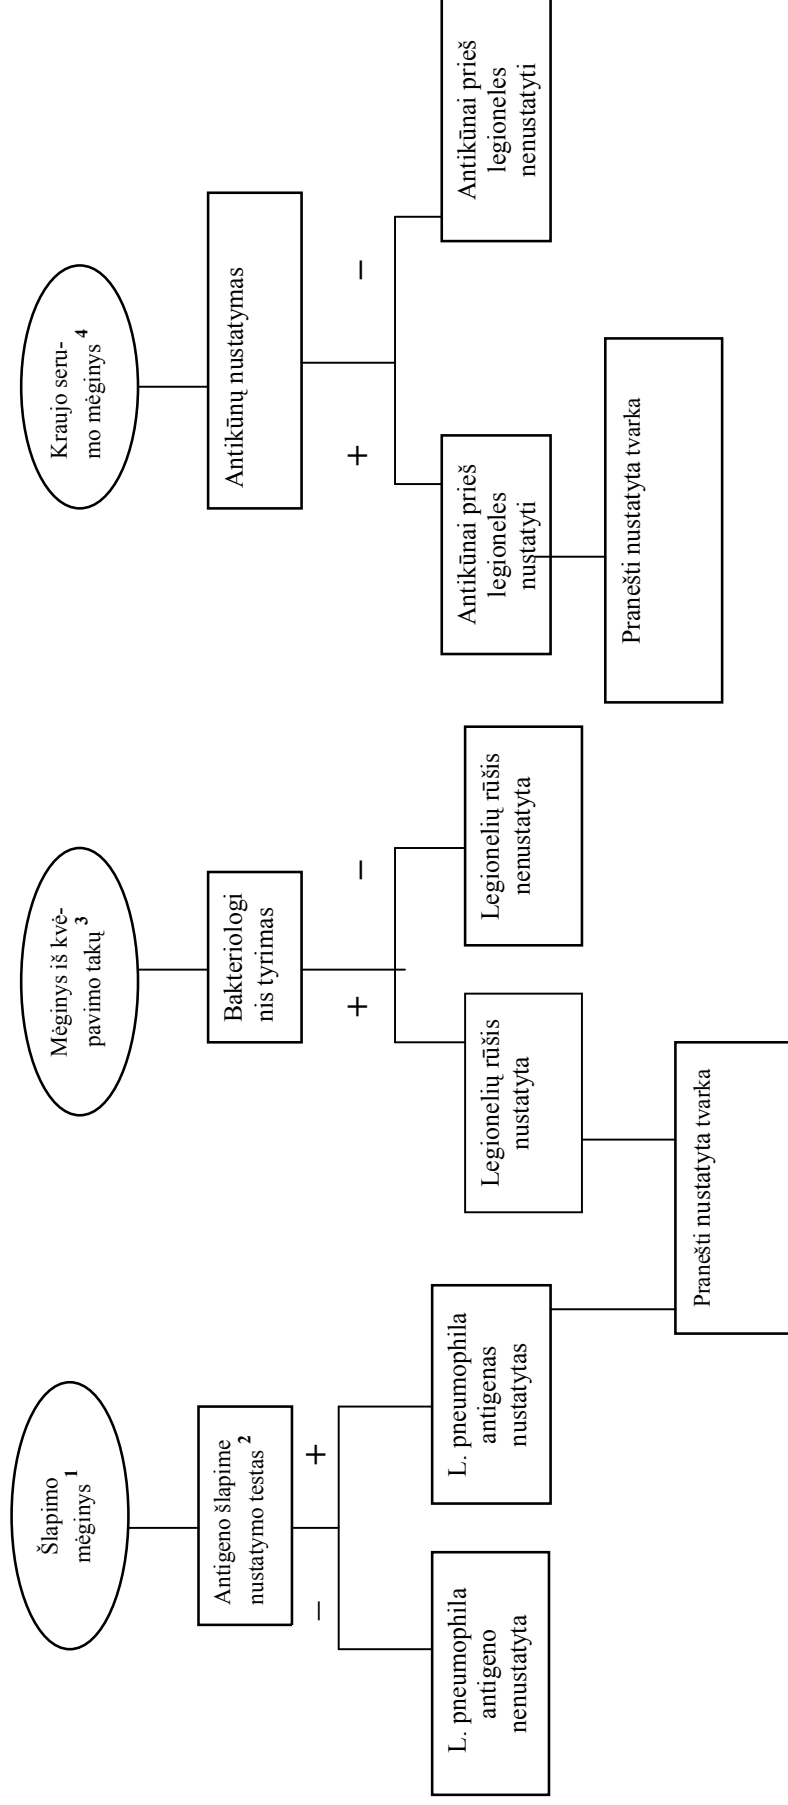 Šlapimo
mėginys 1
Antigeno šlapime
nustatymo testas 2
–
+
L. pneumophila
antigeno
nenustatyta
L. pneumophila
antigenas
nustatytas
Mėginys iš kvė-
pavimo takų 3
Bakteriologi
nis tyrimas
+
–
Legionelių rūšis
nustatyta
Legionelių rūšis
nenustatyta
Pranešti nustatyta tvarka
Kraujo seru-
mo mėginys 4
Antikūnų nustatymas
+
–
Antikūnai prieš
legioneles
nustatyti
Antikūnai prieš
legioneles
nenustatyti
Pranešti nustatyta tvarka